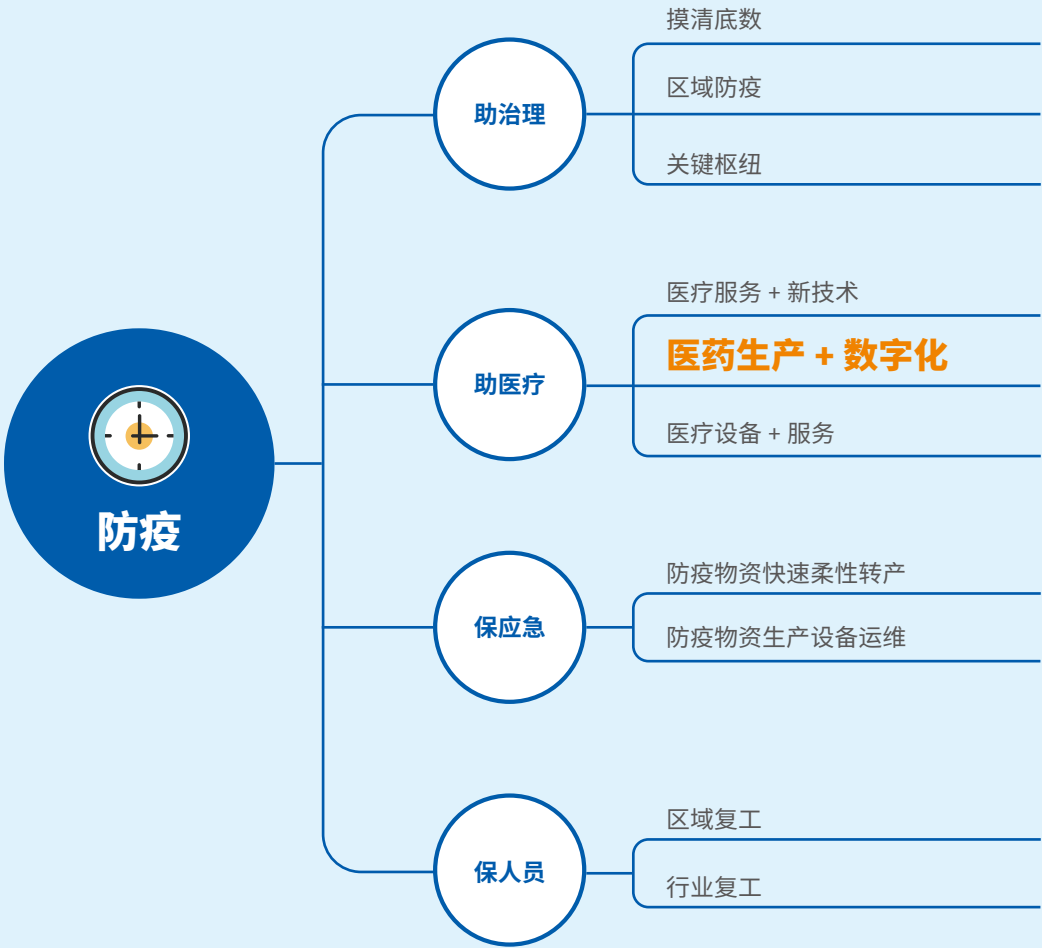 防疫
助治理
摸清底数
区域防疫
关键枢纽
助医疗
医疗服务 + 新技术
医药生产 + 数字化
医疗设备 + 服务
保应急
防疫物资快速柔性转产
防疫物资生产设备运维
保人员
区域复工
行业复工